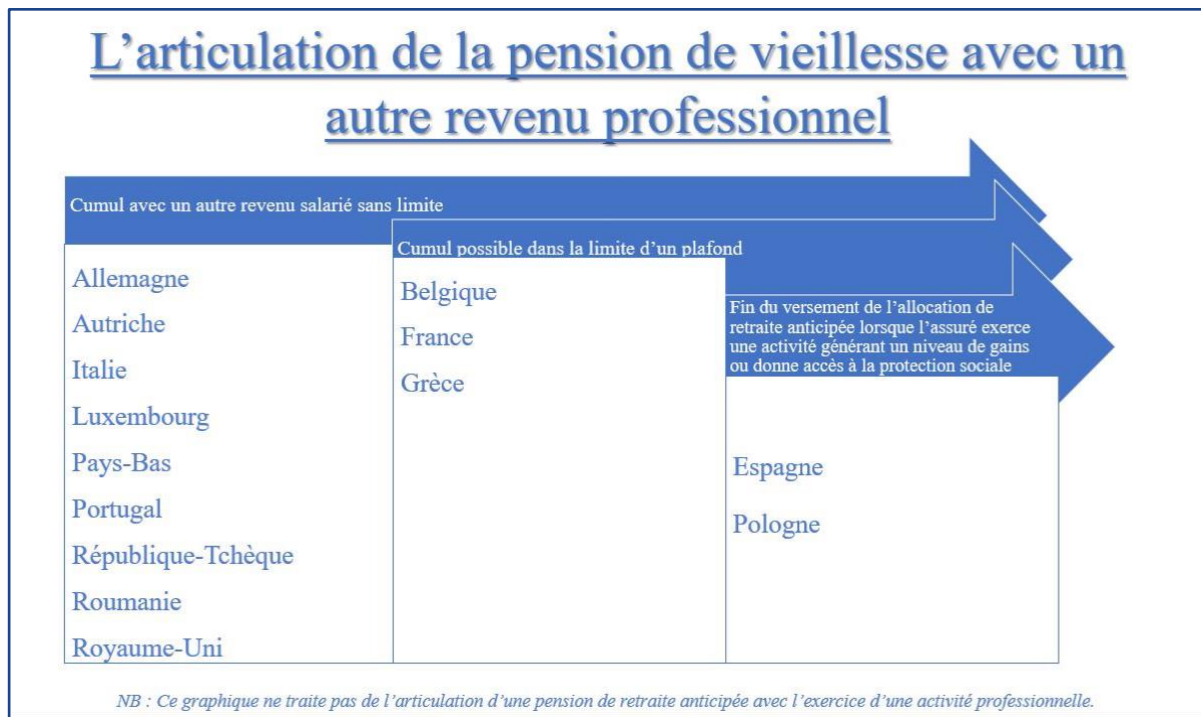 L’articulation de la pension de vieillesse avec un
autre revenu professionnel
Cumul avec un autre revenu salarié sans limite
Allemagne
Autriche
Italie
Luxembourg
Pays-Bas
Portugal
République-Tchèque
Roumanie
Royaume-Uni
Cumul possible dans la limite d’un plafond
Belgique
France
Grèce
Fin du versement de l’allocation de
retraite anticipée lorsque l’assuré exerce
une activité générant un niveau de gains
ou donne accès à la protection sociale
Espagne
Pologne
NB : Ce graphique ne traite pas de l’articulation d’une pension de retraite anticipée avec l’exercice d’une activité professionnelle.